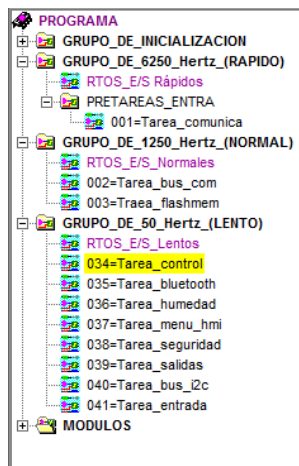 PROGRAMA
GRUPO_DE_INICIALIZACION
GRUPO_DE_6250_Hertz_(RAPIDO)
RTOS_E/S Rápidos
PRETAREAS_ENTRA
001=Tarea_comunica
GRUPO_DE_1250_Hertz_(NORMAL)
RTOS_E/S_Normales
002=Tarea_bus_com
003=Traea_flashmem
GRUPO_DE_50_Hertz_(LENTO)
RTOS_E/S_Lentos
034=Tarea_control
035=Tarea_bluetooth
036=Tarea_humedad
037=Tarea_menu_hmi
038=Tarea_seguridad
039=Tarea_salidas
040=Tarea_bus_i2c
041=Tarea_entrada
MODULOS